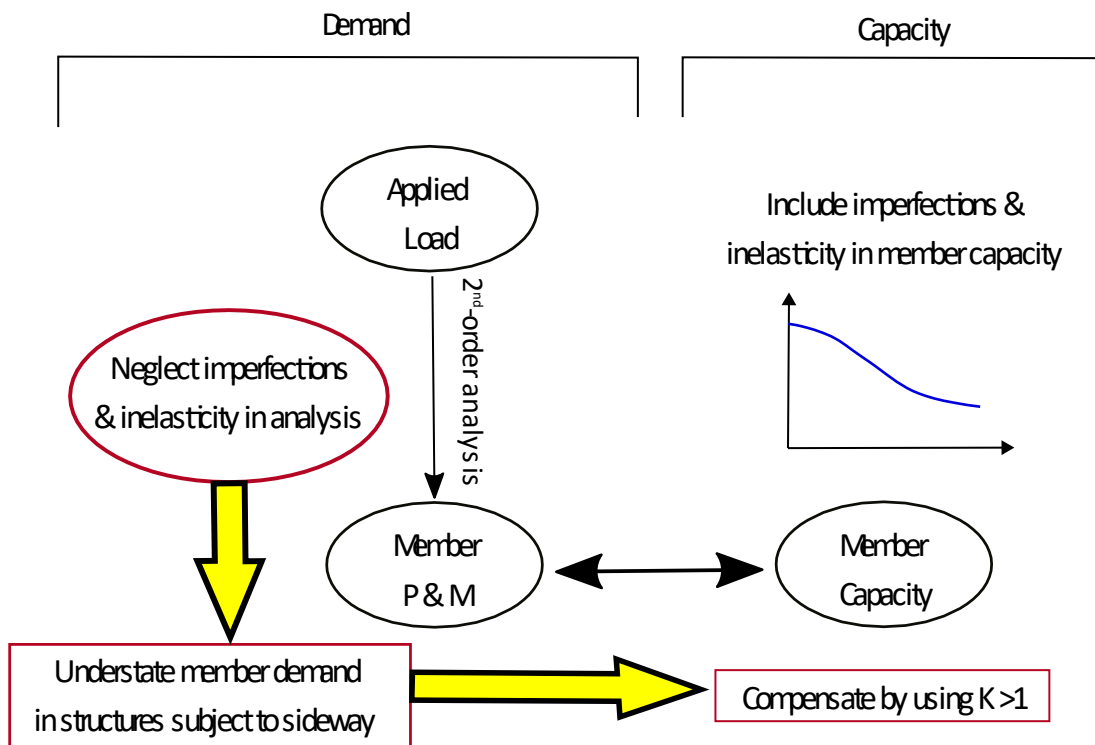 Demand
Capacity
Applied
Load
Include imperfections &
inelasticity in member capacity
2nd-order analysis
Neglect imperfections
& inelasticity in analysis
Member
P & M
Member
Capacity
Understate member demand
in structures subject to sideway
Compensate by using K >1